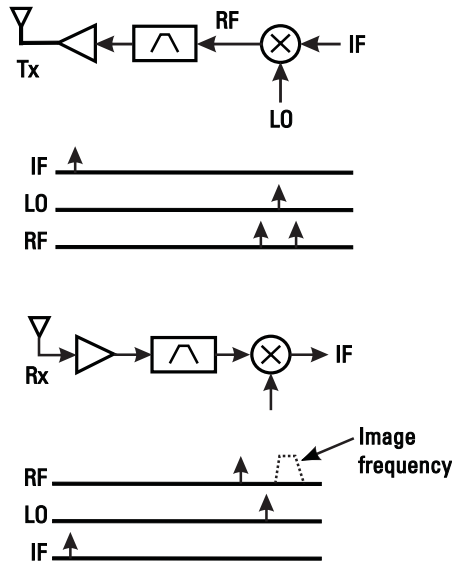 RF
IF
Tx
LO
IF
LO
RF
Rx
IF
Image
frequency
RF
LO
IF